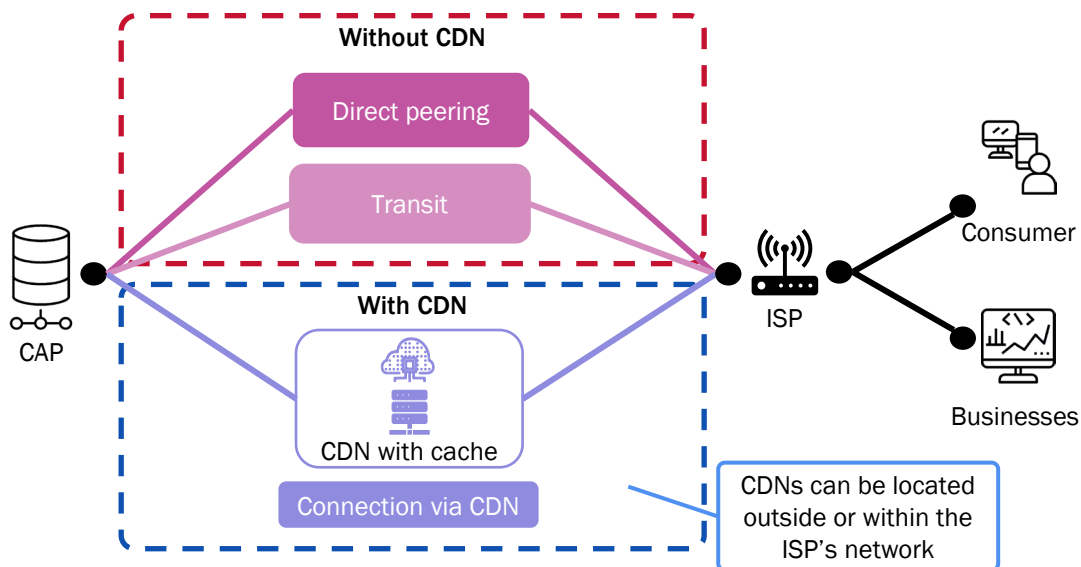 Without CDN
Direct peering
Transit
CAP
With CDN
CDN with cache
Connection via CDN
ISP
Consumer
Businesses
CDNs can be located
outside or within the
ISP's network